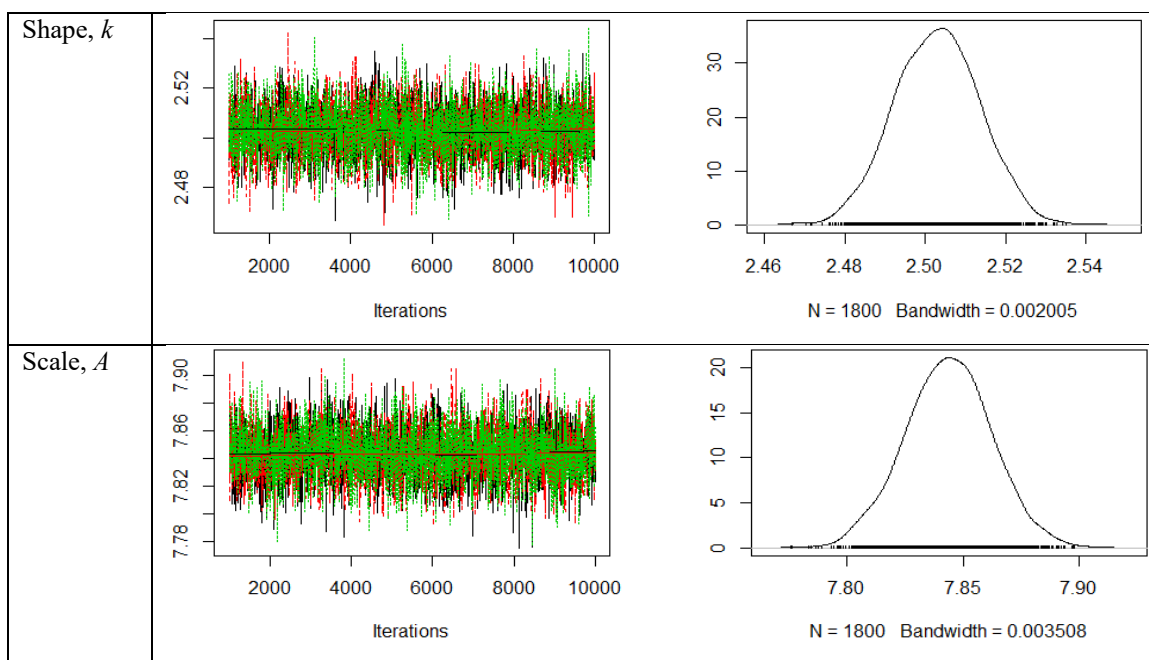 Shape, k
2.52
2.48
2000 4000 6000 8000 10000
Iterations
30
20
10
0
2.46 2.48 2.50 2.52 2.54
N = 1800 Bandwidth = 0.002005
Scale, A
7.90
7.86
7.82
7.78
2000 4000 6000 8000 10000
Iterations
20
15
10
5
0
7.80 7.85 7.90
N = 1800 Bandwidth = 0.003508